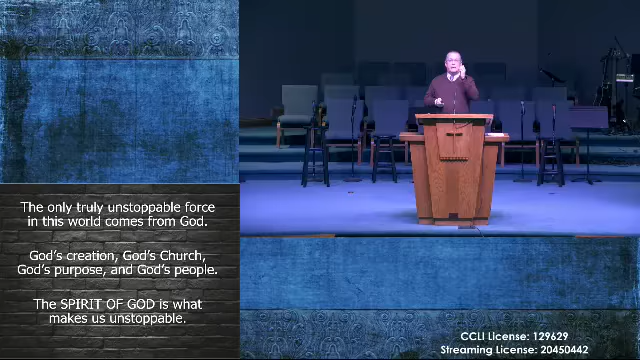 The only truly unstoppable force
in this world comes from God.
God's creation, God's Church,
God's purpose, and God's people.
The SPIRIT OF GOD is what
makes us unstoppable.
CCLI License: 129629
Streaming License: 20450442